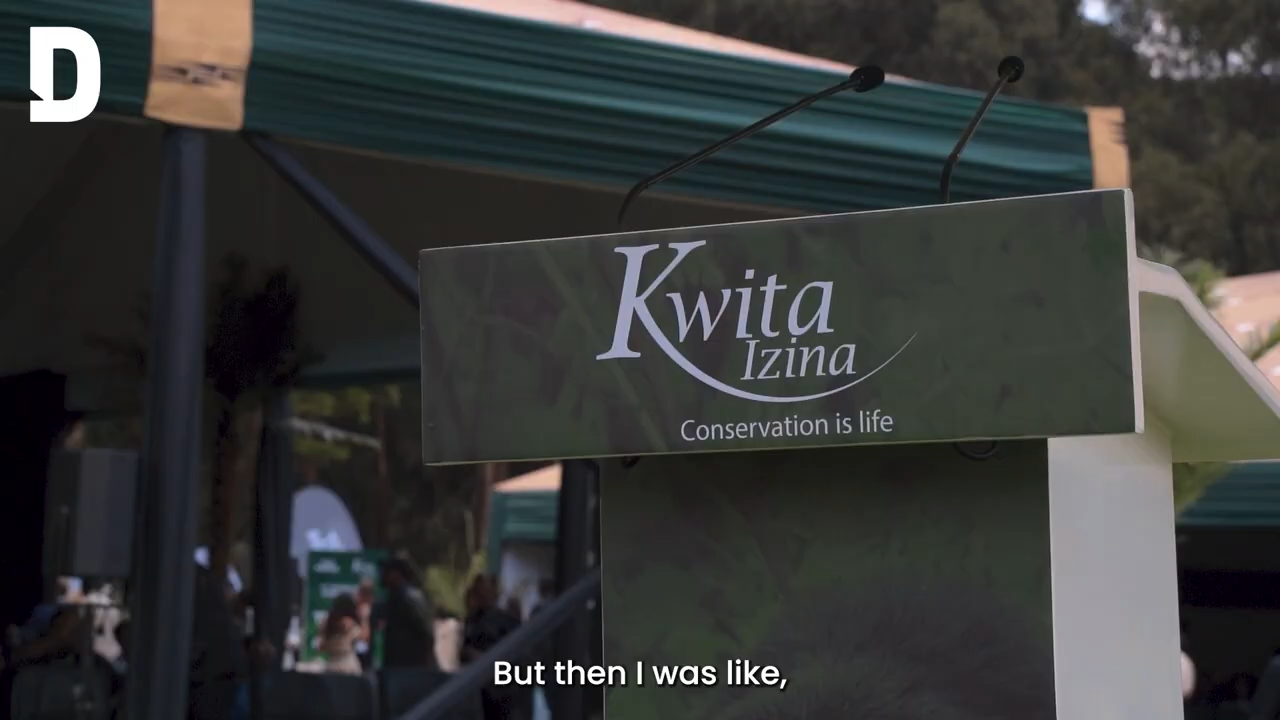 D
Kwita
Izina
Conservation is life
But then I was like,